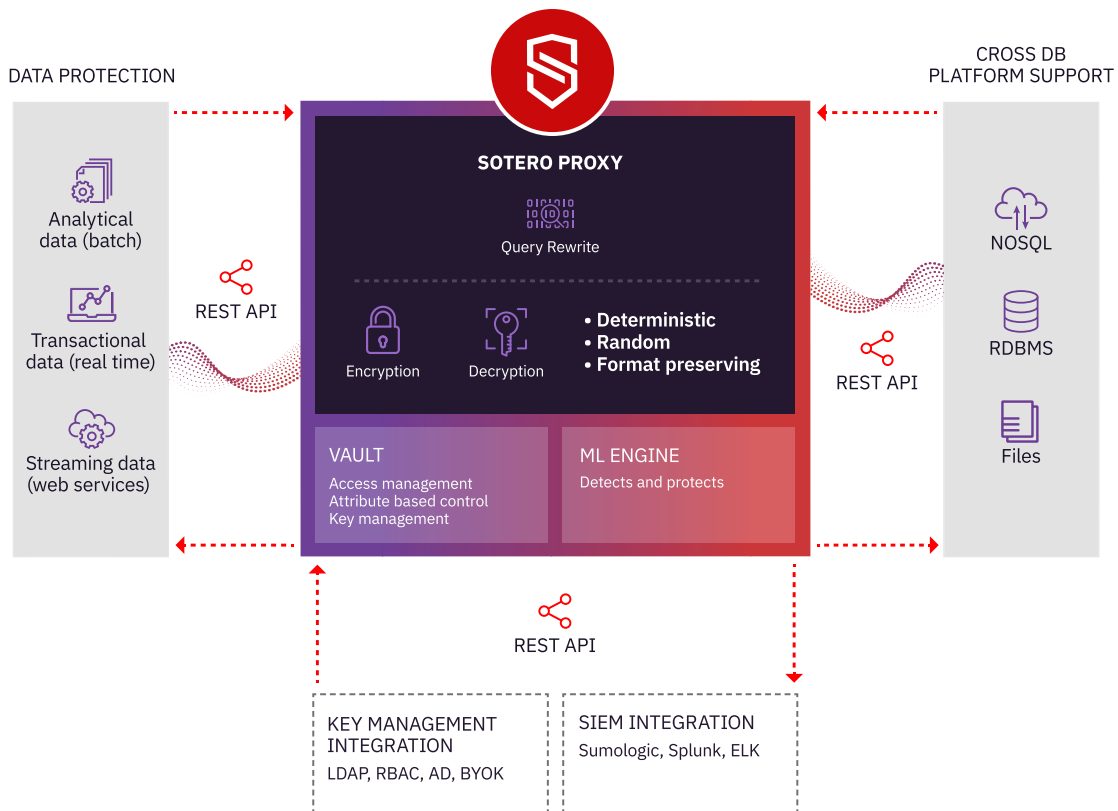 DATA PROTECTION
Analytical
data (batch)
Transactional
data (real time)
Streaming data
(web services)
REST API
SOTERO PROXY
Query Rewrite
Encryption
Decryption
• Deterministic
• Random
• Format preserving
VAULT
Access management
Attribute based control
Key management
ML ENGINE
Detects and protects
CROSS DB
PLATFORM SUPPORT
NOSQL
RDBMS
Files
REST API
REST API
KEY MANAGEMENT
INTEGRATION
LDAP, RBAC, AD, BYOK
SIEM INTEGRATION
Sumologic, Splunk, ELK